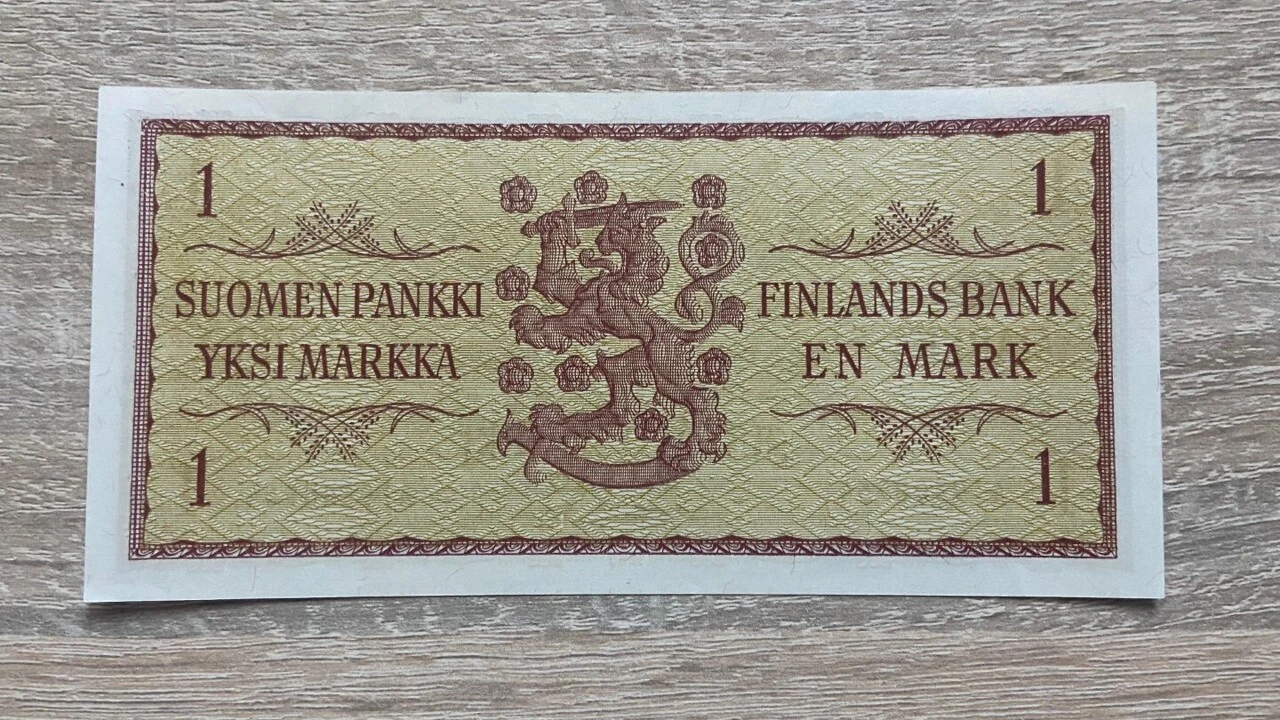 1 1
SUOMEN PANKKI FINLANDS BANK
YKSI MARKKA EN MARK
1 1